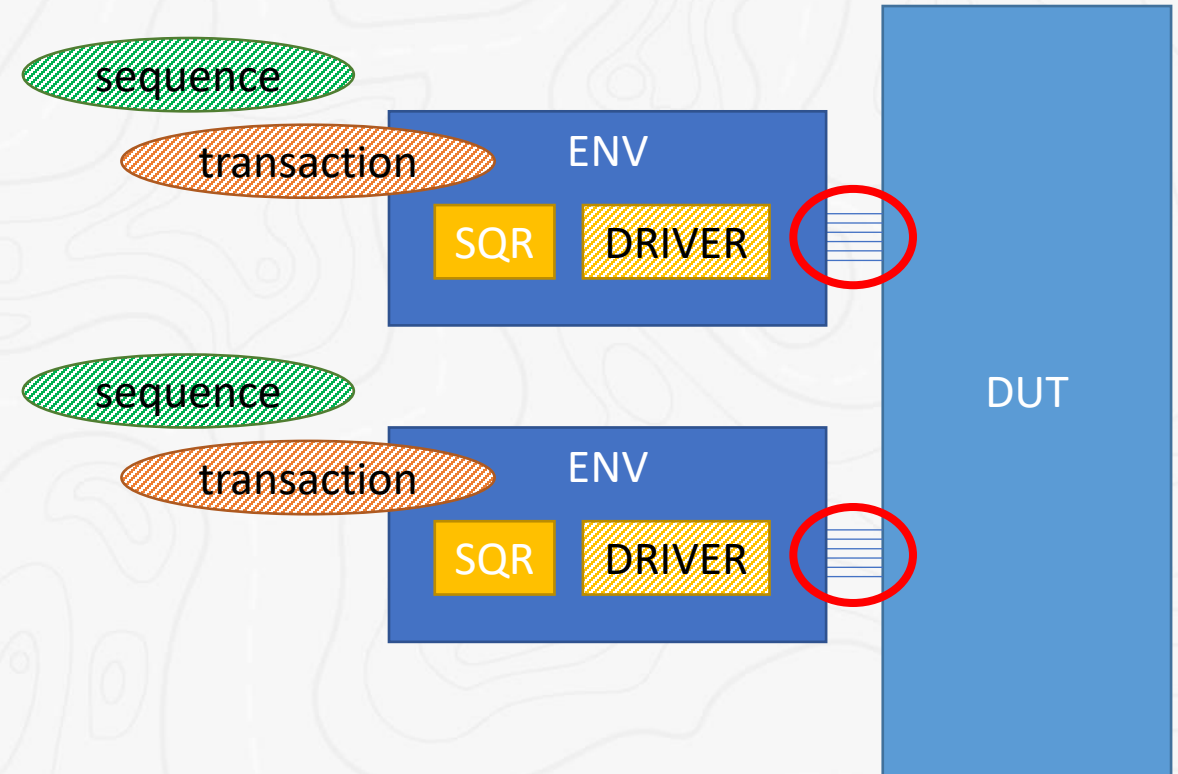 sequence
transaction
ENV
SQR
DRIVER
sequence
transaction
ENV
SQR
DRIVER
DUT